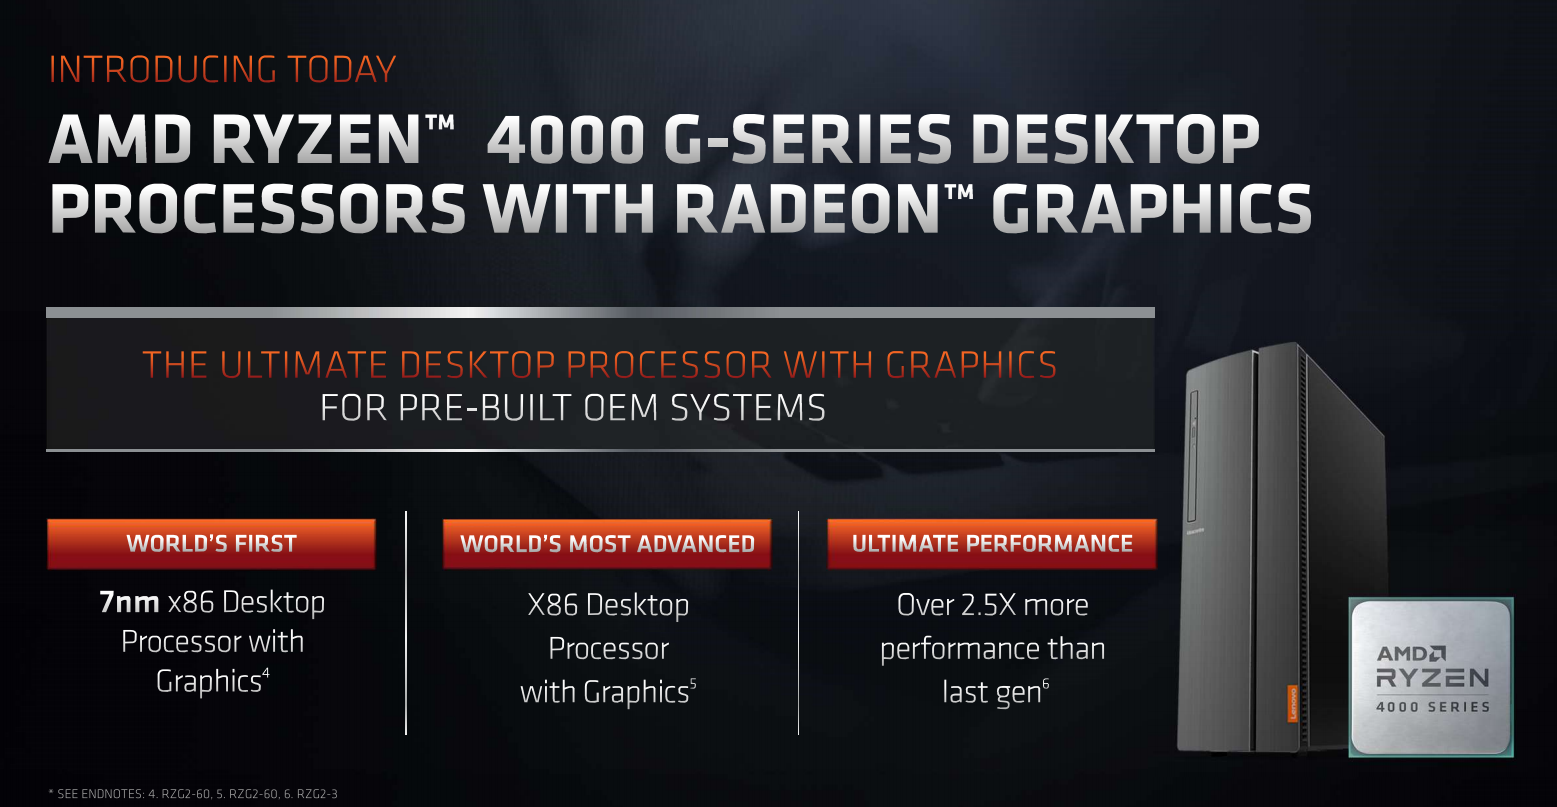 INTRODUCING TODAY
AMD RYZEN™ 4000 G-SERIES DESKTOP
PROCESSORS WITH RADEON™ GRAPHICS
THE ULTIMATE DESKTOP PROCESSOR WITH GRAPHICS
FOR PRE-BUILT OEM SYSTEMS
WORLD'S FIRST
7nm x86 Desktop
Processor with
Graphics4
WORLD'S MOST ADVANCED
X86 Desktop
Processor
with Graphics5
ULTIMATE PERFORMANCE
Over 2.5X more
performance than
last gen6
Lenovo
AMD
RYZEN
4000 SERIES
* SEE ENDNOTES: 4. RZG2-60, 5. RZG2-60, 6. RZG2-3